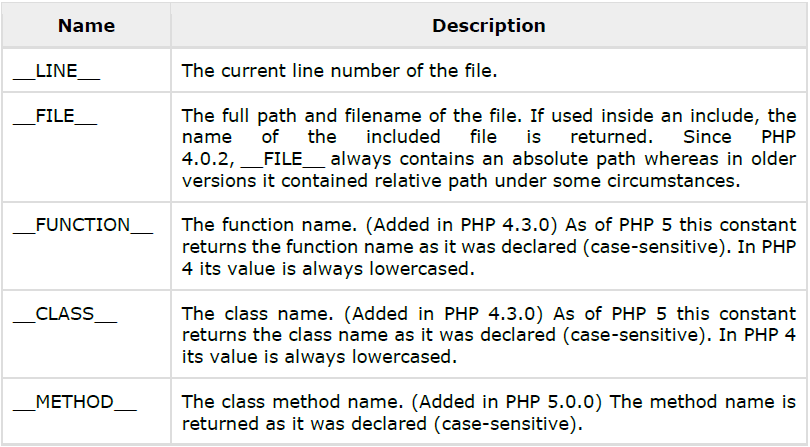 Name Description
__LINE__ The current line number of the file.
__FILE__ The full path and filename of the file. If used inside an include, the
name of the included file is returned. Since PHP
4.0.2, __FILE__ always contains an absolute path whereas in older
versions it contained relative path under some circumstances.
__FUNCTION__ The function name. (Added in PHP 4.3.0) As of PHP 5 this constant
returns the function name as it was declared (case-sensitive). In PHP
4 its value is always lowercased.
__CLASS__ The class name. (Added in PHP 4.3.0) As of PHP 5 this constant
returns the class name as it was declared (case-sensitive). In PHP 4
its value is always lowercased.
__METHOD__ The class method name. (Added in PHP 5.0.0) The method name is
returned as it was declared (case-sensitive).